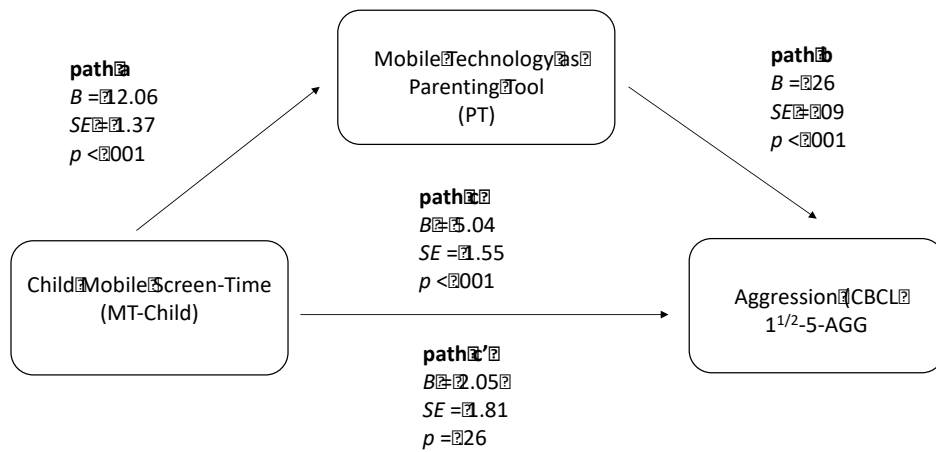 path⍰a
B = ⍰12.06
SE⍰=⍰1.37
p <⍰001
Mobile⍰Technology⍰as⍰
Parenting⍰Tool
(PT)
path⍰b
B = ⍰26
SE⍰=⍰09
p <⍰001
path⍰c⍰
B⍰=⍰5.04
SE =⍰1.55
p <⍰001
Child⍰Mobile⍰Screen-Time
(MT-Child)
Aggression⍰(CBCL⍰
11/2-5-AGG
path⍰c'⍰
B⍰=⍰2.05⍰
SE =⍰1.81
p =⍰26